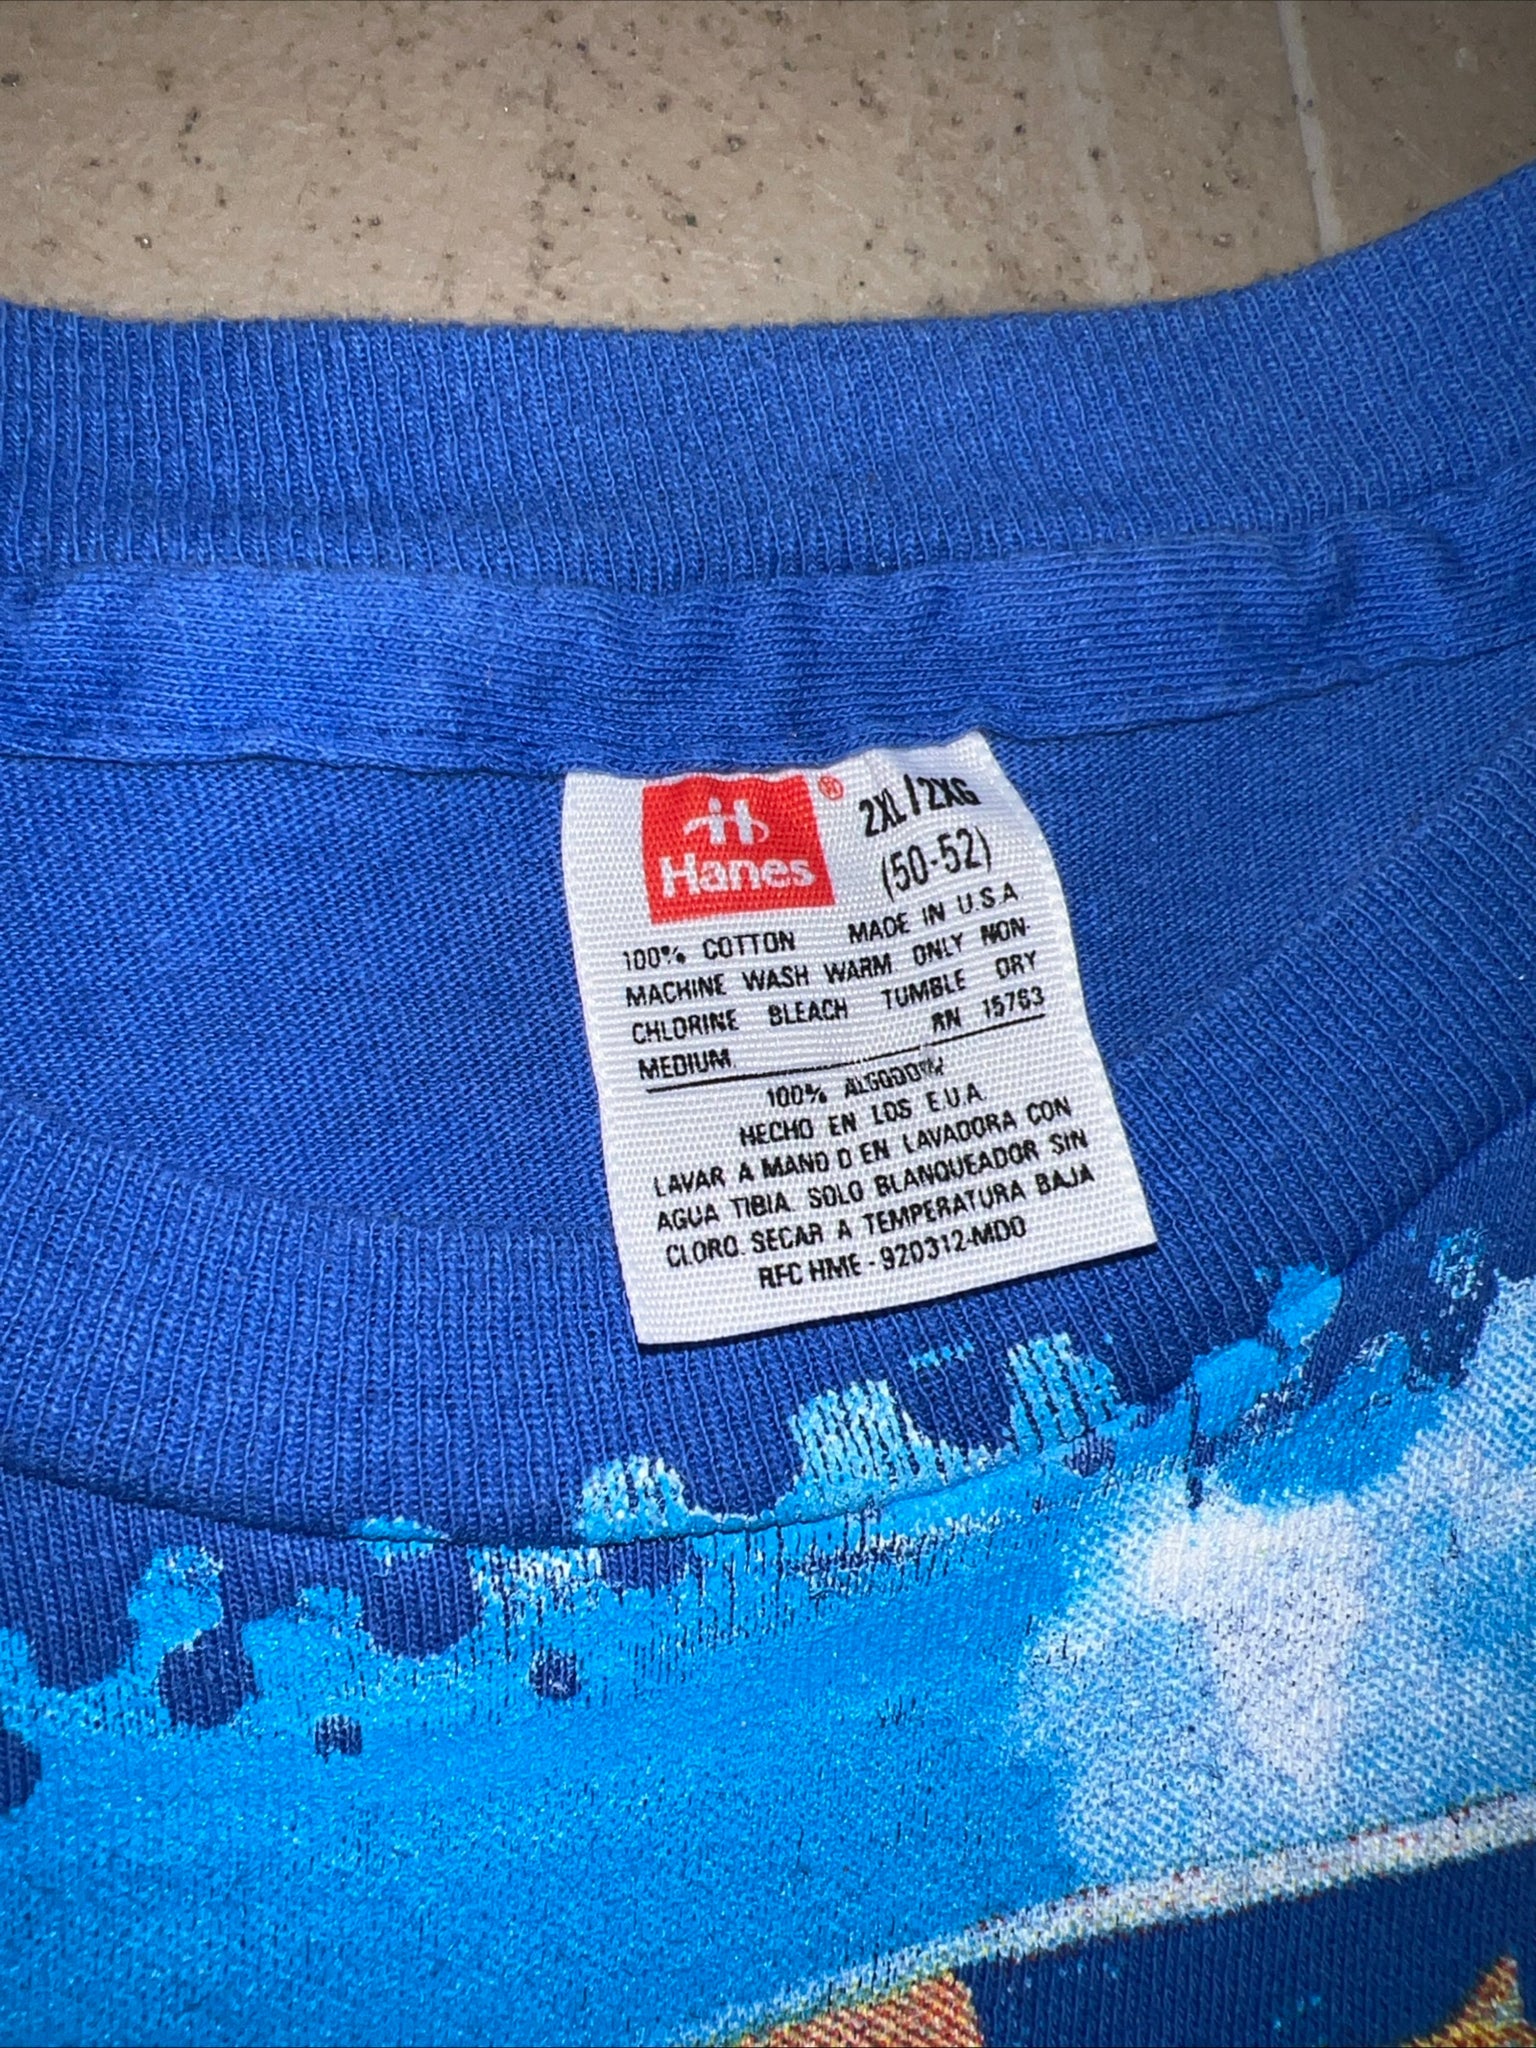 Hanes® 2XL/2XG
(50-52)
100% COTTON MADE IN U.S.A.
MACHINE WASH WARM. ONLY NON-
CHLORINE BLEACH TUMBLE DRY
MEDIUM. RN 15763
100% ALGODON
HECHO EN LOS E.U.A.
LAVAR A MANO O EN LAVADORA CON
AGUA TIBIA. SOLO BLANQUEADOR SIN
CLORO. SECAR A TEMPERATURA BAJA
RFC HME - 920312-MDO